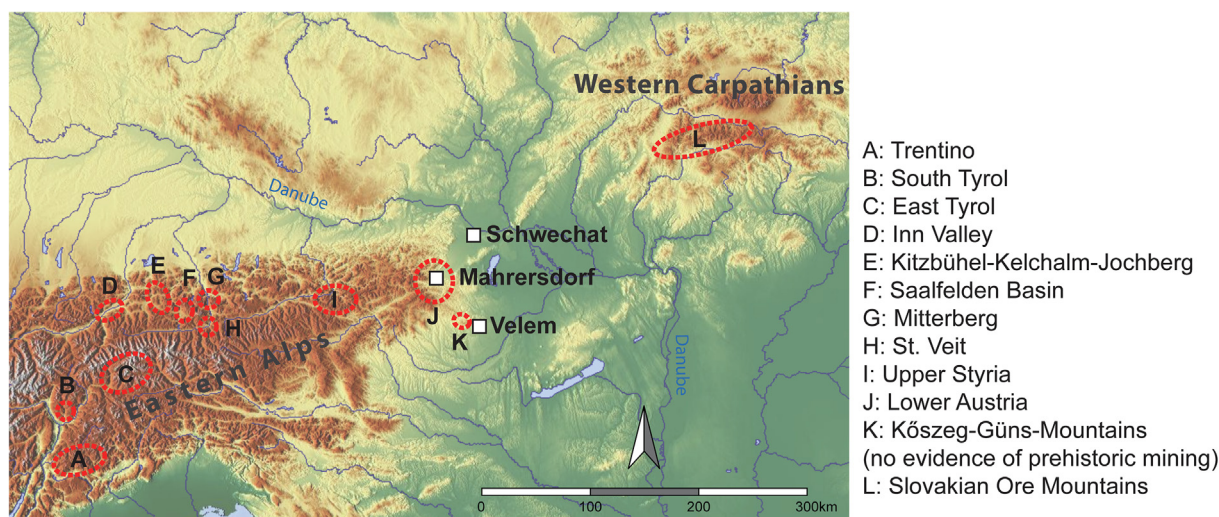 Western Carpathians
L
Danube
Schwechat
E
F
G
D
I
Mahrersdorf
J
H
K
Velem
Eastern Alps
C
B
A
Danube
0
100
200
300km
A: Trentino
B: South Tyrol
C: East Tyrol
D: Inn Valley
E: Kitzbühel-Kelchalm-Jochberg
F: Saalfelden Basin
G: Mitterberg
H: St. Veit
I: Upper Styria
J: Lower Austria
K: Kőszeg-Güns-Mountains
(no evidence of prehistoric mining)
L: Slovakian Ore Mountains